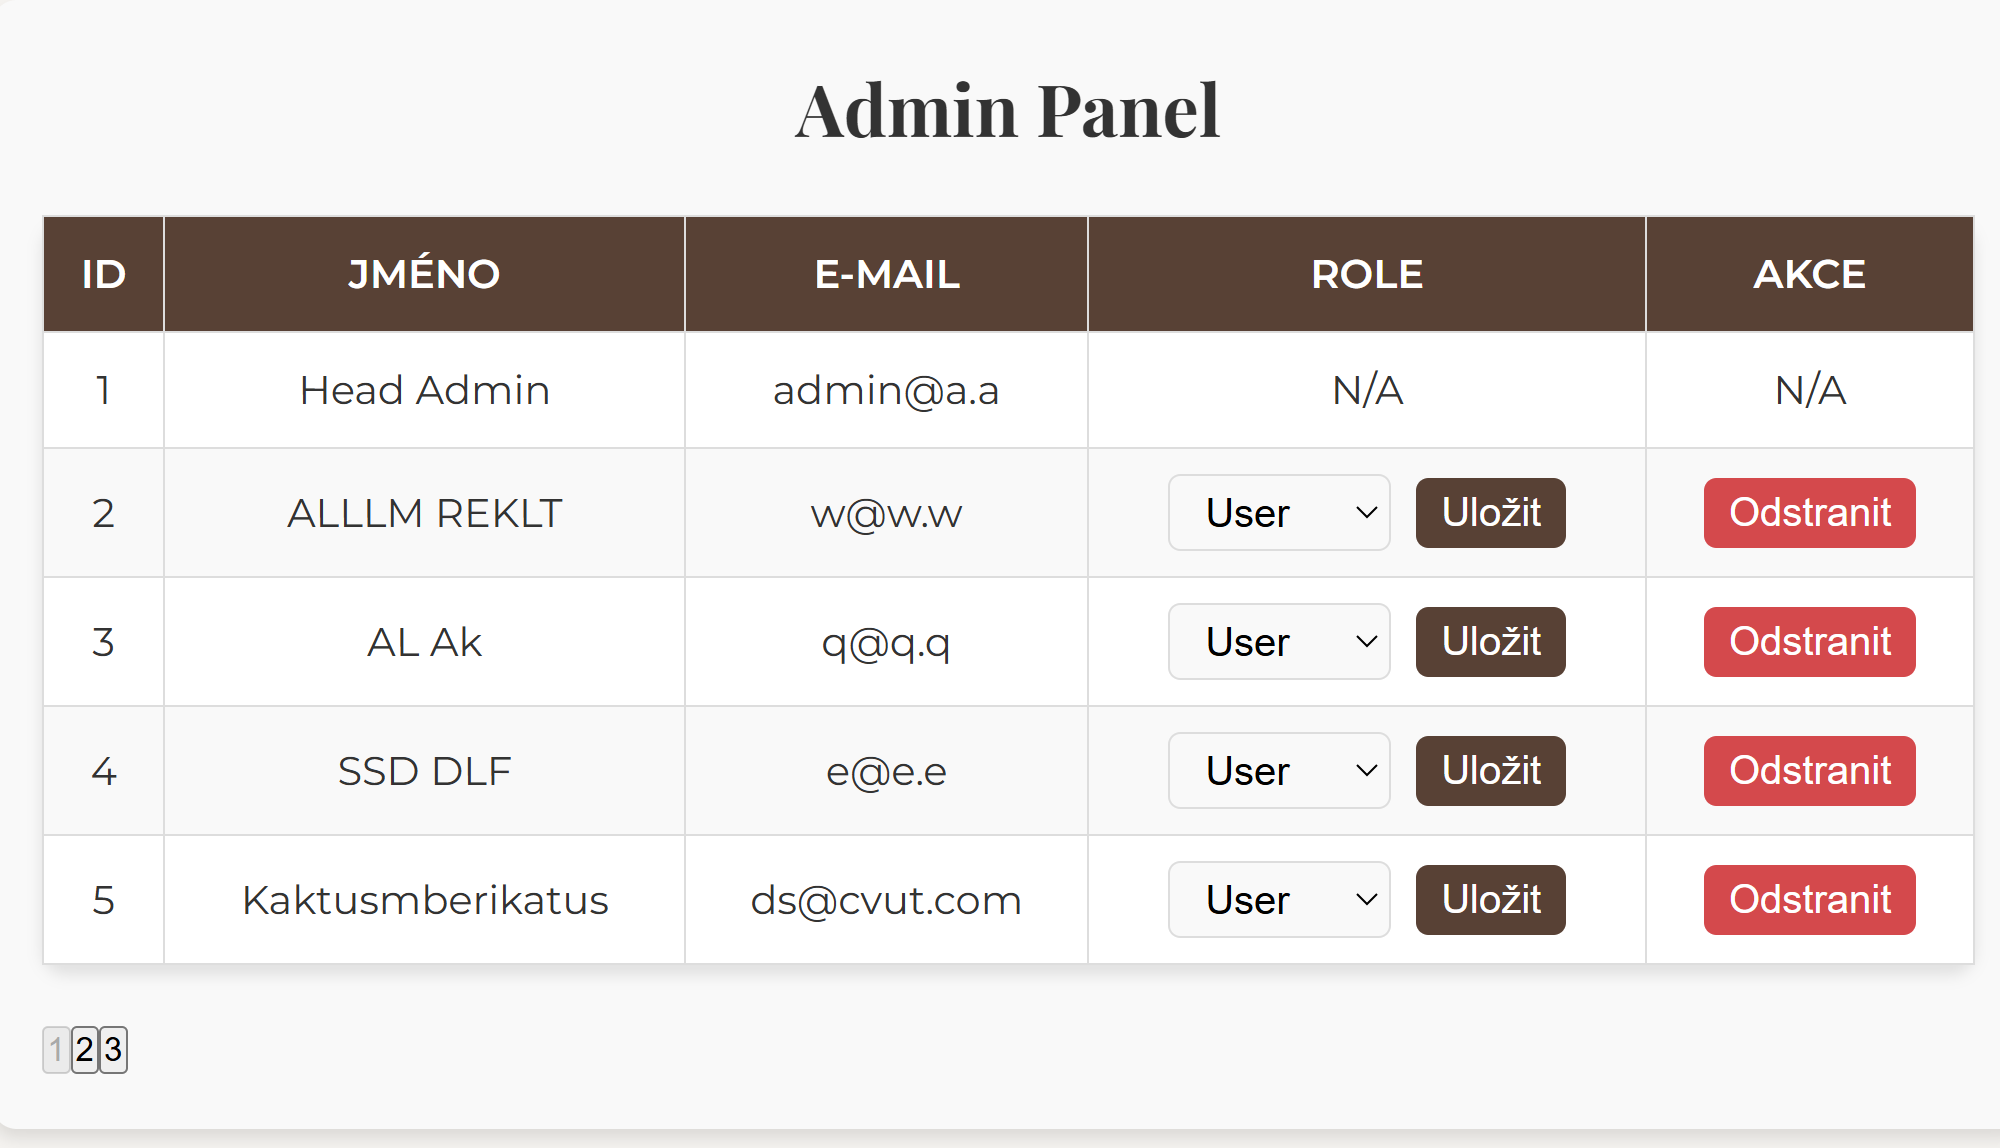 Admin Panel
ID JMÉNO E-MAIL ROLE AKCE
1 Head Admin admin@a.a N/A N/A
2 ALLLM REKLT w@w.w User Uložit Odstranit
3 AL Ak q@q.q User Uložit Odstranit
4 SSD DLF e@e.e User Uložit Odstranit
5 Kaktusmberikatus ds@cvut.com User Uložit Odstranit
1 2 3